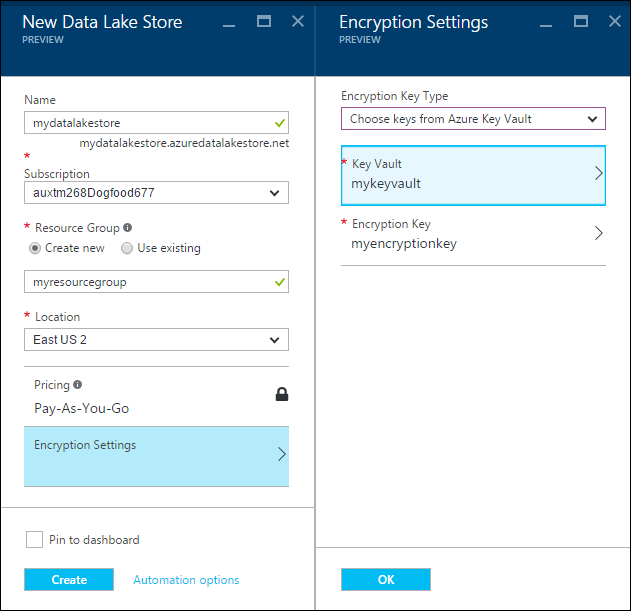 New Data Lake Store
PREVIEW
Name
mydatalakestore
mydatalakestore.azuredatalakestore.net
*
Subscription
auxtm268Dogfood677
* Resource Group
Create new Use existing
myresourcegroup
* Location
East US 2
Pricing
Pay-As-You-Go
Encryption Settings
Pin to dashboard
Create Automation options
Encryption Settings
PREVIEW
Encryption Key Type
Choose keys from Azure Key Vault
* Key Vault
mykeyvault
* Encryption Key
myencryptionkey
OK